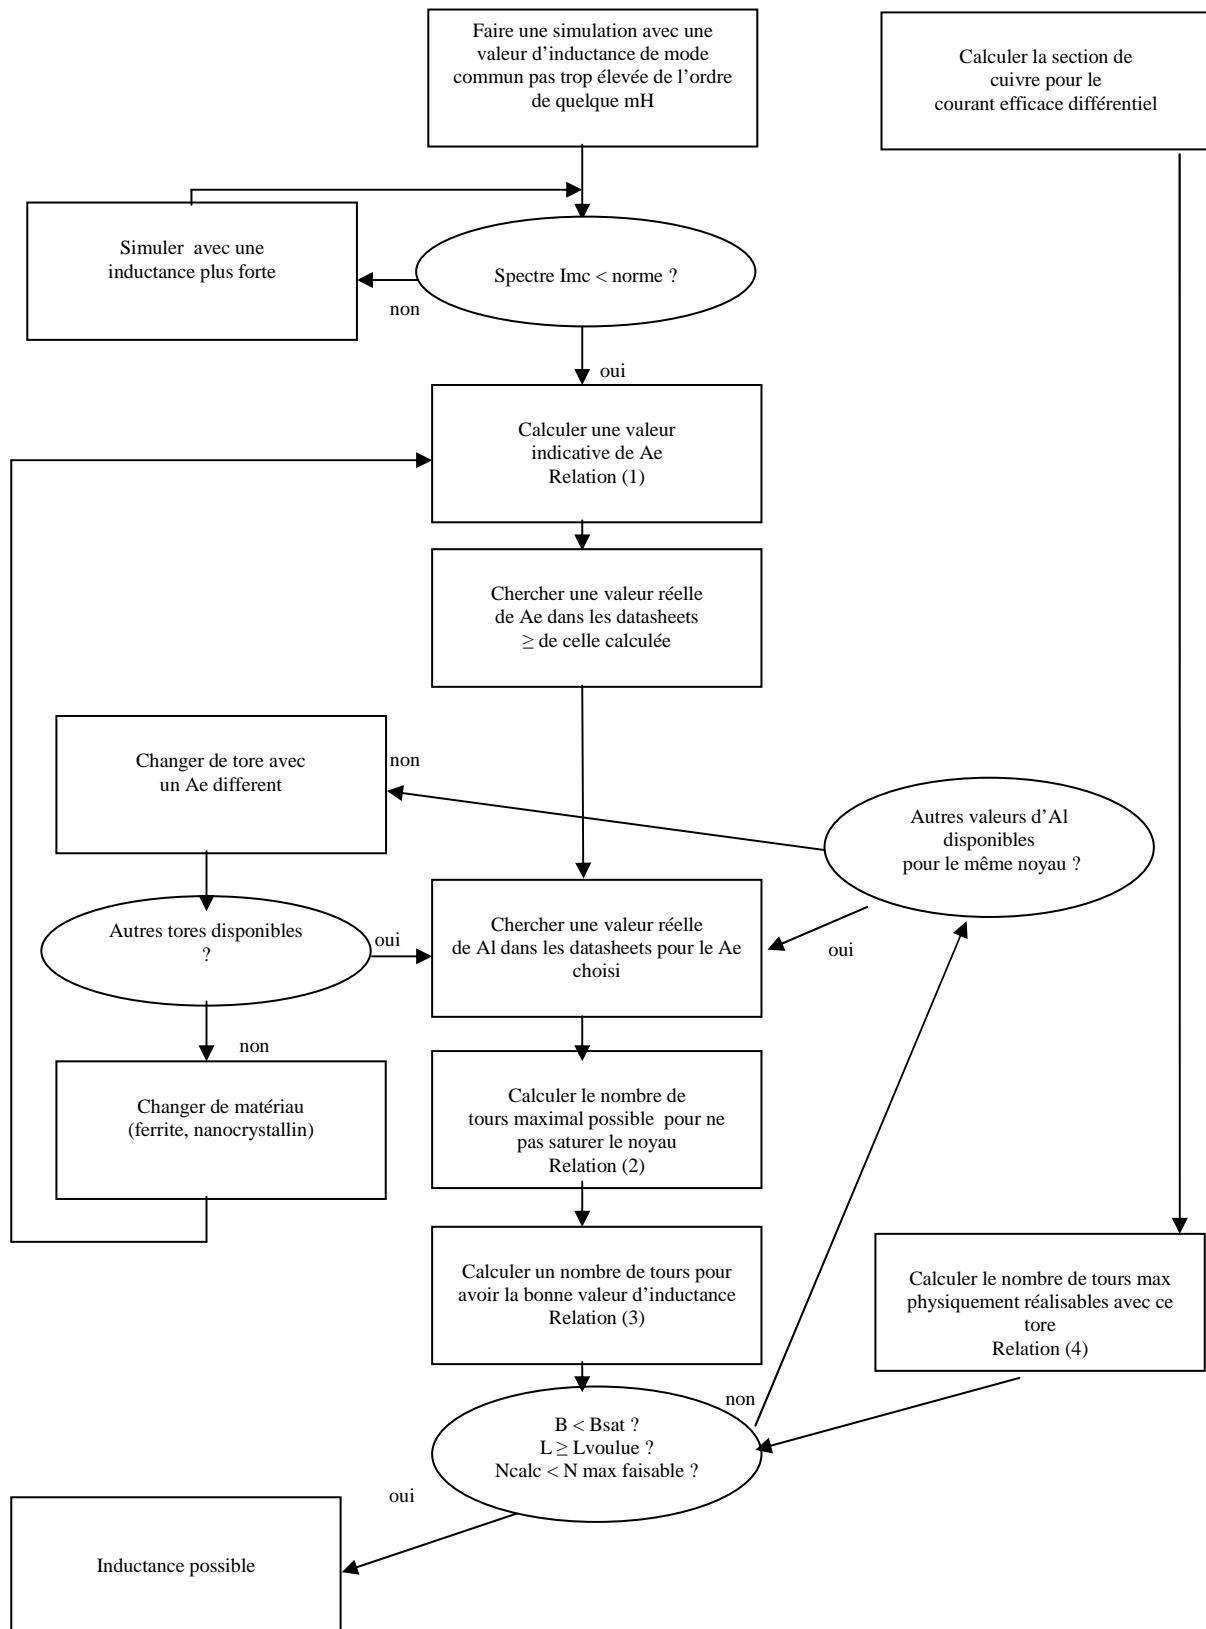 Faire une simulation avec une
valeur d’inductance de mode
commun pas trop élevée de l’ordre
de quelque mH
Calculer la section de
cuivre pour le
courant efficace différentiel
Simuler avec une
inductance plus forte
Spectre Imc < norme ?
non
oui
Calculer une valeur
indicative de Ae
Relation (1)
Chercher une valeur réelle
de Ae dans les datasheets
≥ de celle calculée
Changer de tore avec
un Ae different
non
Autres valeurs d’Al
disponibles
pour le même noyau ?
Autres tores disponibles
?
oui
Chercher une valeur réelle
de Al dans les datasheets pour le Ae
choisi
oui
non
Changer de matériau
(ferrite, nanocrystallin)
Calculer le nombre de
tours maximal possible pour ne
pas saturer le noyau
Relation (2)
Calculer un nombre de tours pour
avoir la bonne valeur d’inductance
Relation (3)
Calculer le nombre de tours max
physiquement réalisables avec ce
tore
Relation (4)
non
B < Bsat ?
L ≥ Lvoulue ?
Ncalc < N max faisable ?
oui
Inductance possible